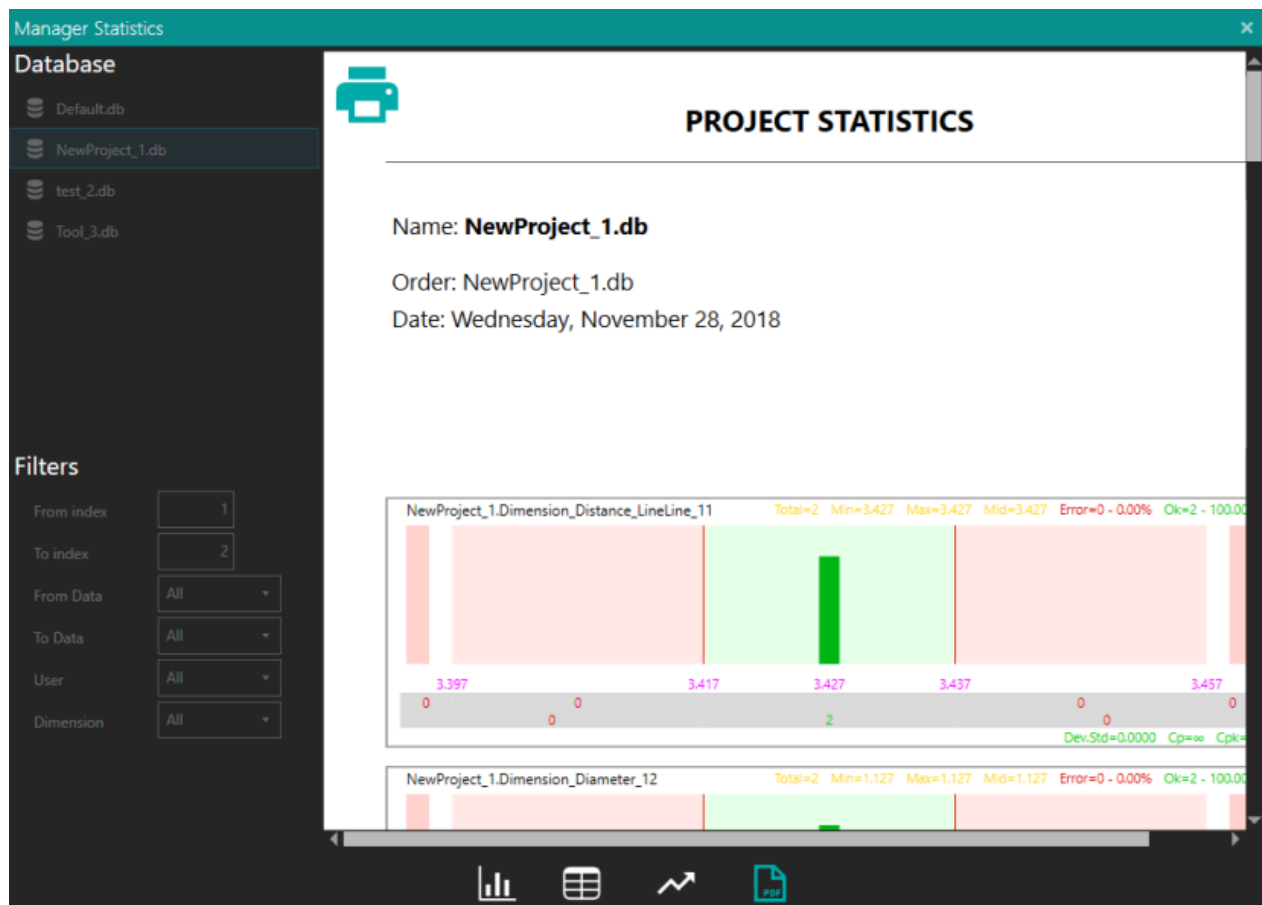 Manager Statistics
Database
Default.db
NewProject_1.db
test_2.db
Tool_3.db
Filters
From index 1
To index 2
From Data All
To Data All
User All
Dimension All
PROJECT STATISTICS
Name: NewProject_1.db
Order: NewProject_1.db
Date: Wednesday, November 28, 2018
NewProject_1.Dimension_Distance_LineLine_11 Total=2 Min=3.427 Max=3.427 Mid=3.427 Error=0 - 0.00% Ok=2 - 100.00
3.397 3.417 3.427 3.437 3.457
0 0 0 0
0 2 0
Dev.Std=0.0000 Cp=∞ Cpk=
NewProject_1.Dimension_Diameter_12 Total=2 Min=1.127 Max=1.127 Mid=1.127 Error=0 - 0.00% Ok=2 - 100.00
PDF